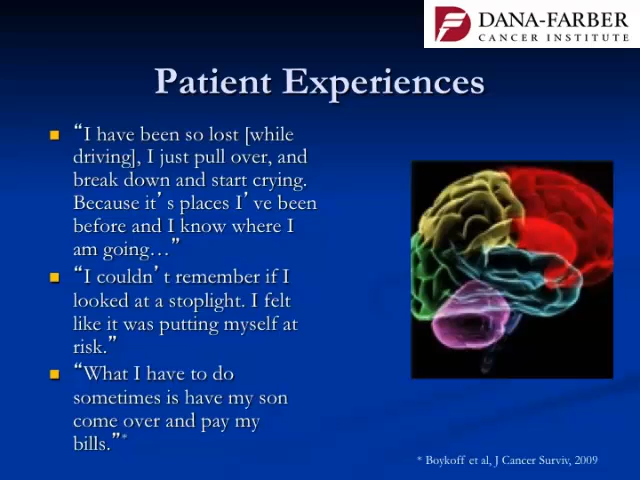 DANA-FARBER
CANCER INSTITUTE
Patient Experiences
“I have been so lost [while
driving], I just pull over, and
break down and start crying.
Because it’s places I’ve been
before and I know where I
am going…”
“I couldn’t remember if I
looked at a stoplight. I felt
like it was putting myself at
risk.”
“What I have to do
sometimes is have my son
come over and pay my
bills.”*
* Boykoff et al, J Cancer Surviv, 2009